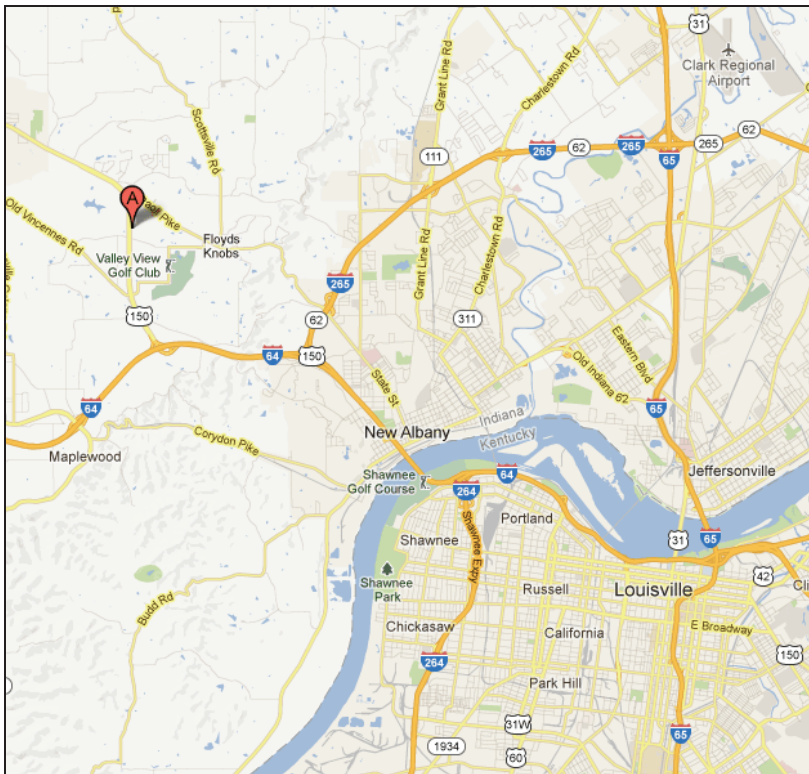 31
Clark Regional
Airport
Grant Line Rd
Charlestown Rd
Scottsville Rd
62
265
62
265
265
65
111
A
Old Vincennes Rd
Pike
Floyds
Knobs
Valley View
Golf Club
Grant Line Rd
Charlestown Rd
265
150
62
311
Eastern Blvd
64
150
State St
Old Indiana 62
64
65
Indiana
Kentucky
New Albany
Corydon Pike
Maplewood
Jeffersonville
Shawnee
Golf Course
64
264
Portland
Shawnee Expy
31
65
Shawnee
42
Shawnee
Park
Russell
Louisville
Budd Rd
Chickasaw
California
E Broadway
150
264
Park Hill
31W
65
1934
60